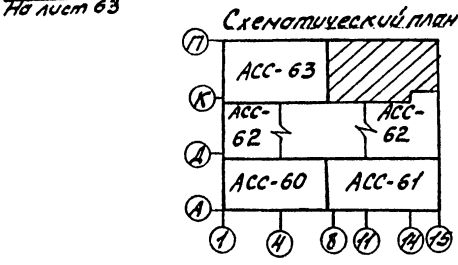 На лист 63
Схематический план
П
АСС-63
К
АСС-
62
АСС-
62
Д
АСС-60
АСС-61
А
1
4
8
11
14
15